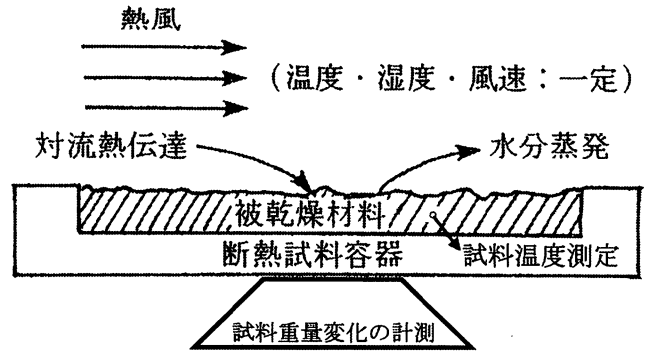 熱風
(温度・湿度・風速：一定)
対流熱伝達
水分蒸発
被乾燥材料
断熱試料容器
試料温度測定
試料重量変化の計測